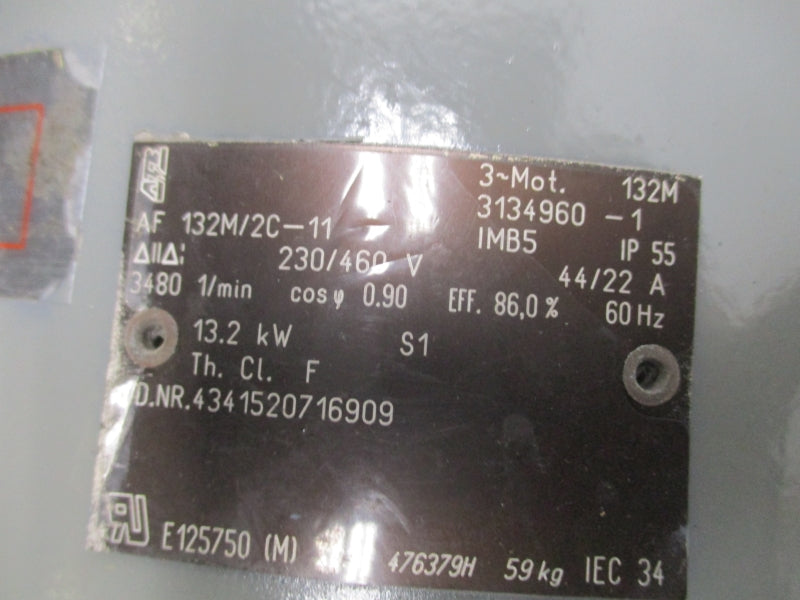 3~Mot. 132M
AF 132M/2C-11 3134960 -1
IMB5 IP 55
ΔIIΔ: 230/460 V 44/22 A
3480 1/min cos φ 0.90 EFF. 86,0 % 60 Hz
13.2 kW S1
Th. Cl. F
D.NR.4341520716909
E125750 (M) 476379H 59 kg IEC 34